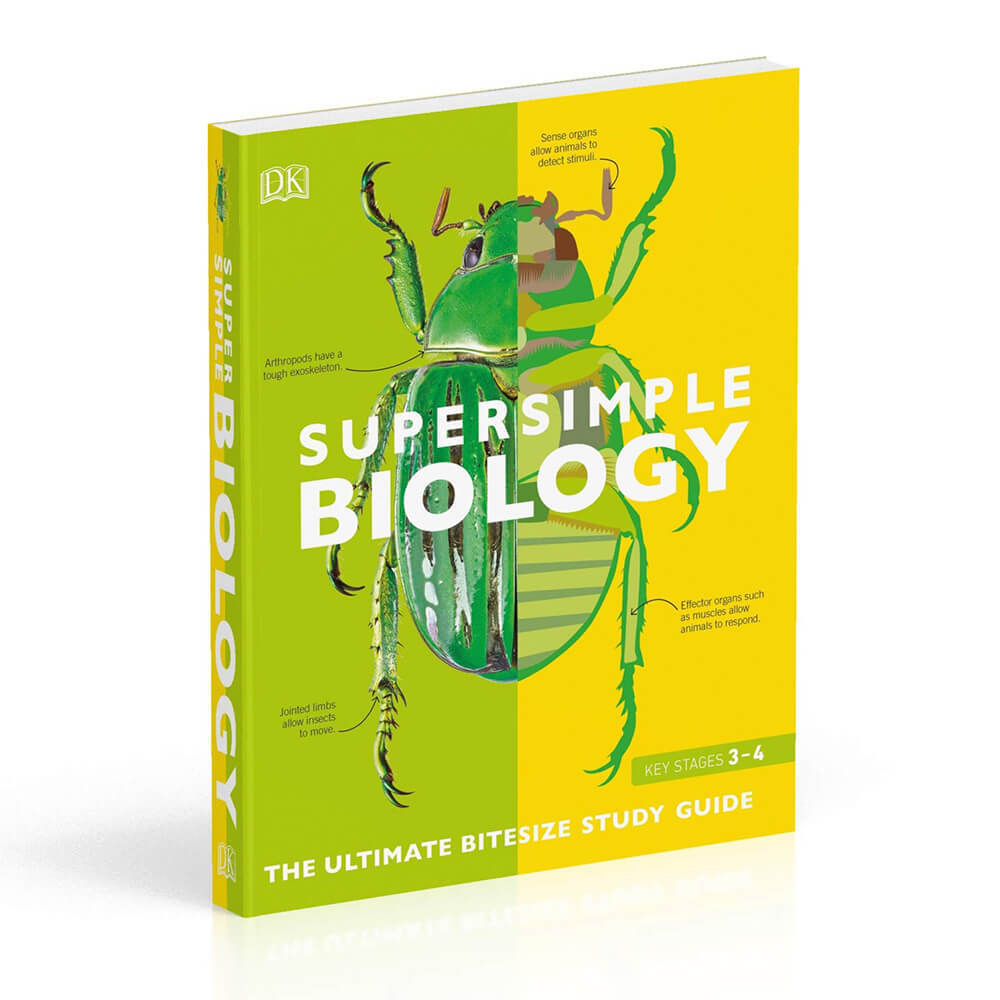 DK
Sense organs
allow animals to
detect stimuli.
Arthropods have a
tough exoskeleton.
SUPERSIMPLE
BIOLOGY
Effector organs such
as muscles allow
animals to respond.
Jointed limbs
allow insects
to move.
KEY STAGES 3–4
THE ULTIMATE BITESIZE STUDY GUIDE
SUPER
SIMPLE
BIOLOGY
DK